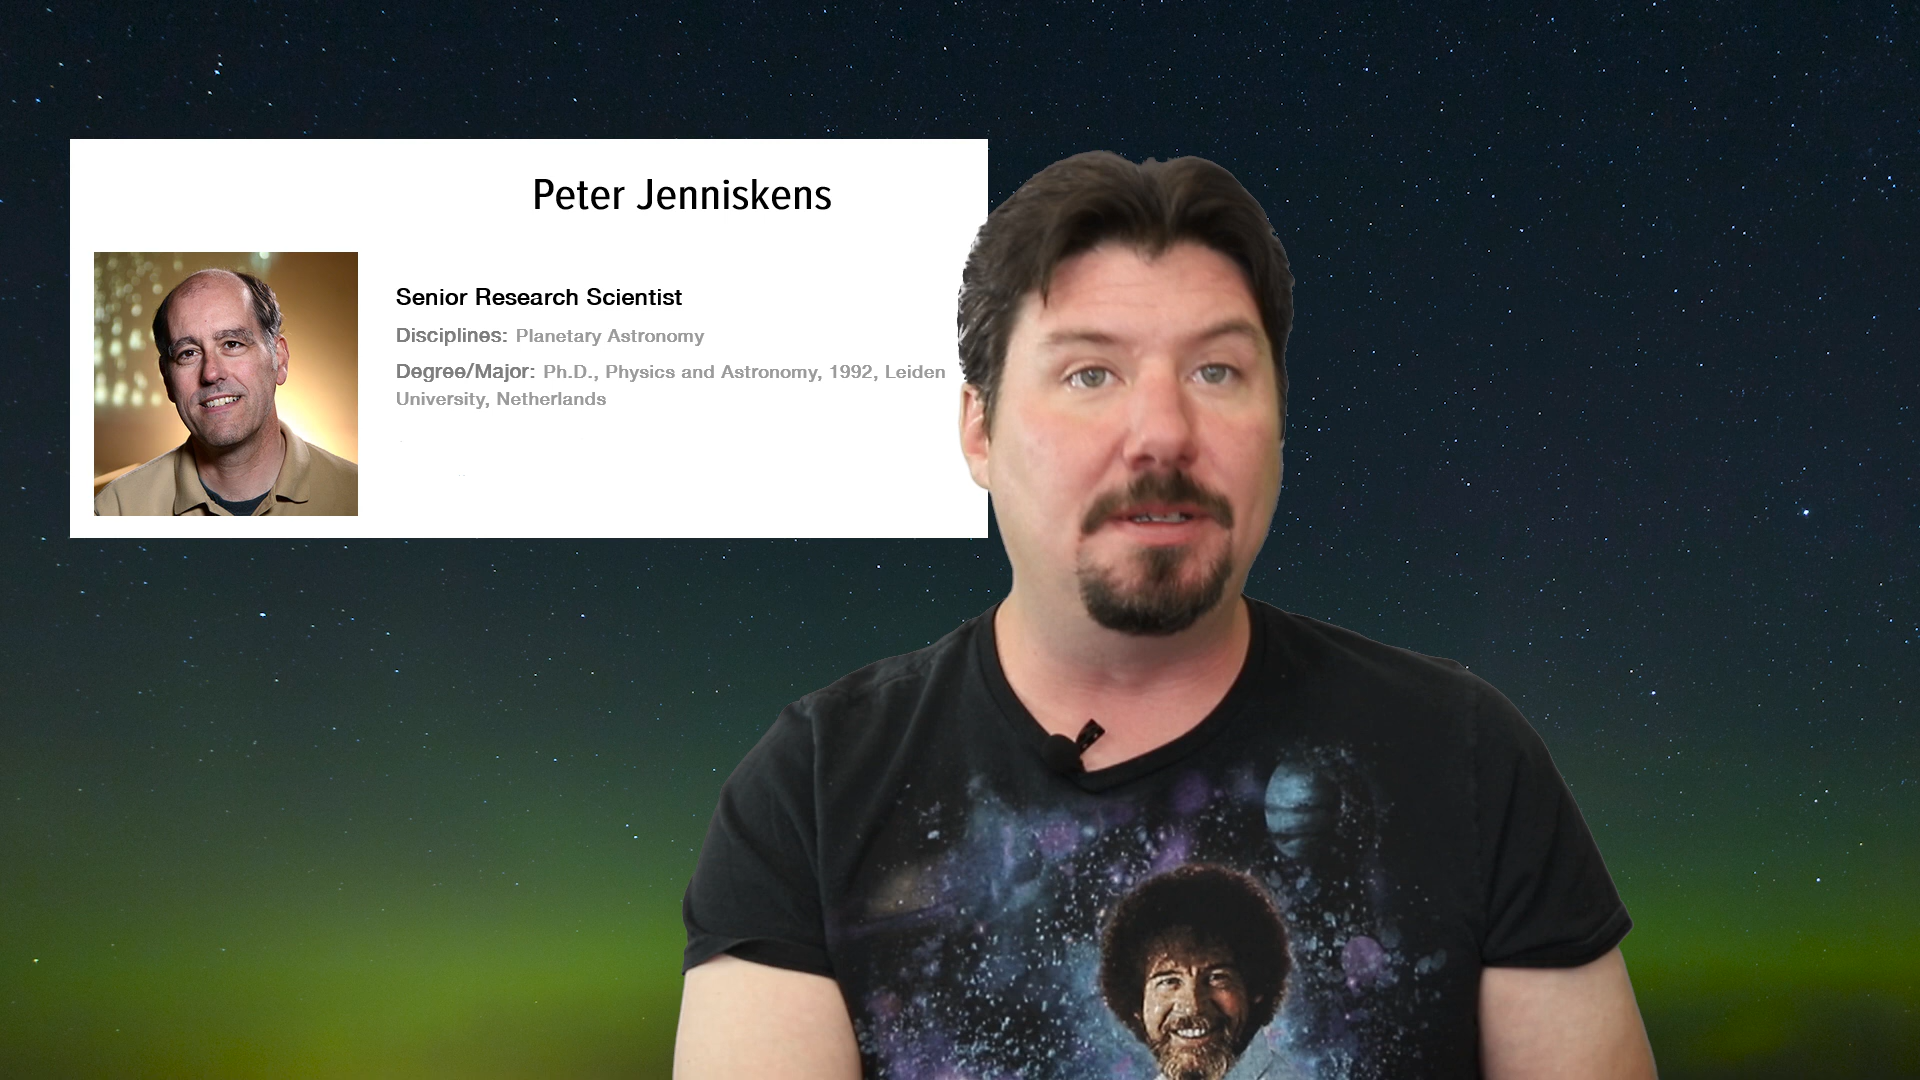 Peter Jenniskens
Senior Research Scientist
Disciplines: Planetary Astronomy
Degree/Major: Ph.D., Physics and Astronomy, 1992, Leiden
University, Netherlands